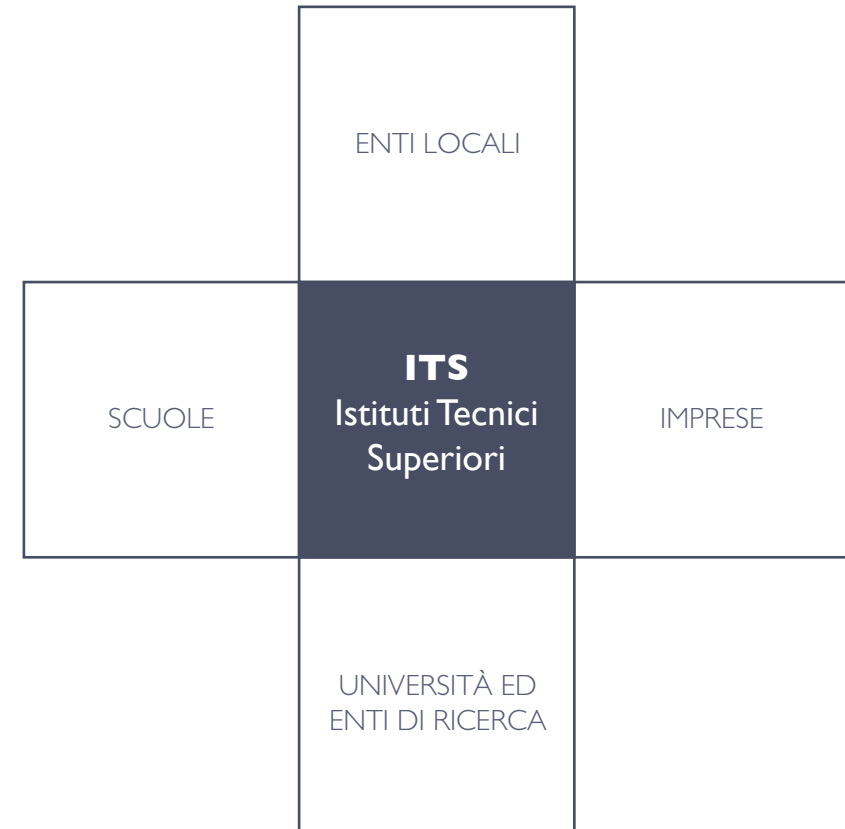 ENTI LOCALI
SCUOLE
ITS
Istituti Tecnici
Superiori
IMPRESE
UNIVERSITÀ ED
ENTI DI RICERCA